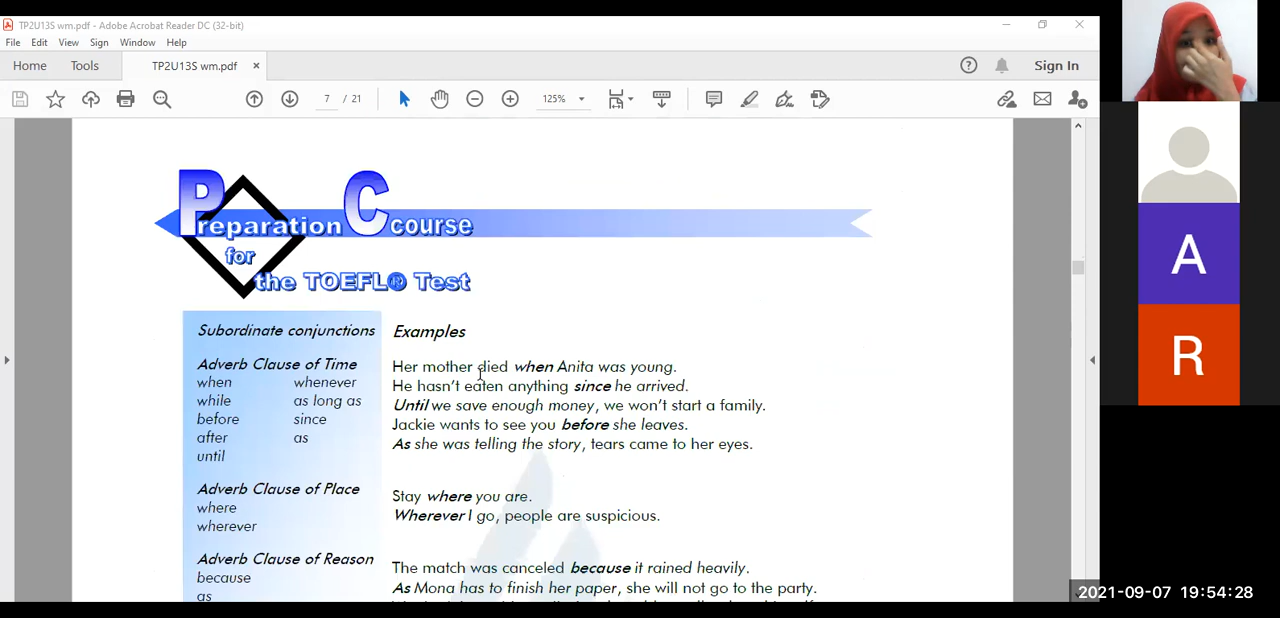 TP2U13S wm.pdf - Adobe Acrobat Reader DC (32-bit)
File Edit View Sign Window Help
Home Tools TP2U13S wm.pdf × Sign In
7 / 21 125%
Preparation Ccourse
for
the TOEFL® Test
Subordinate conjunctions Examples
Adverb Clause of Time Her mother died when Anita was young.
when whenever He hasn't eaten anything since he arrived.
while as long as Until we save enough money, we won't start a family.
before since Jackie wants to see you before she leaves.
after as As she was telling the story, tears came to her eyes.
until
Adverb Clause of Place Stay where you are.
where Wherever I go, people are suspicious.
wherever
Adverb Clause of Reason The match was canceled because it rained heavily.
because As Mona has to finish her paper, she will not go to the party.
as
A
R
2021-09-07 19:54:28